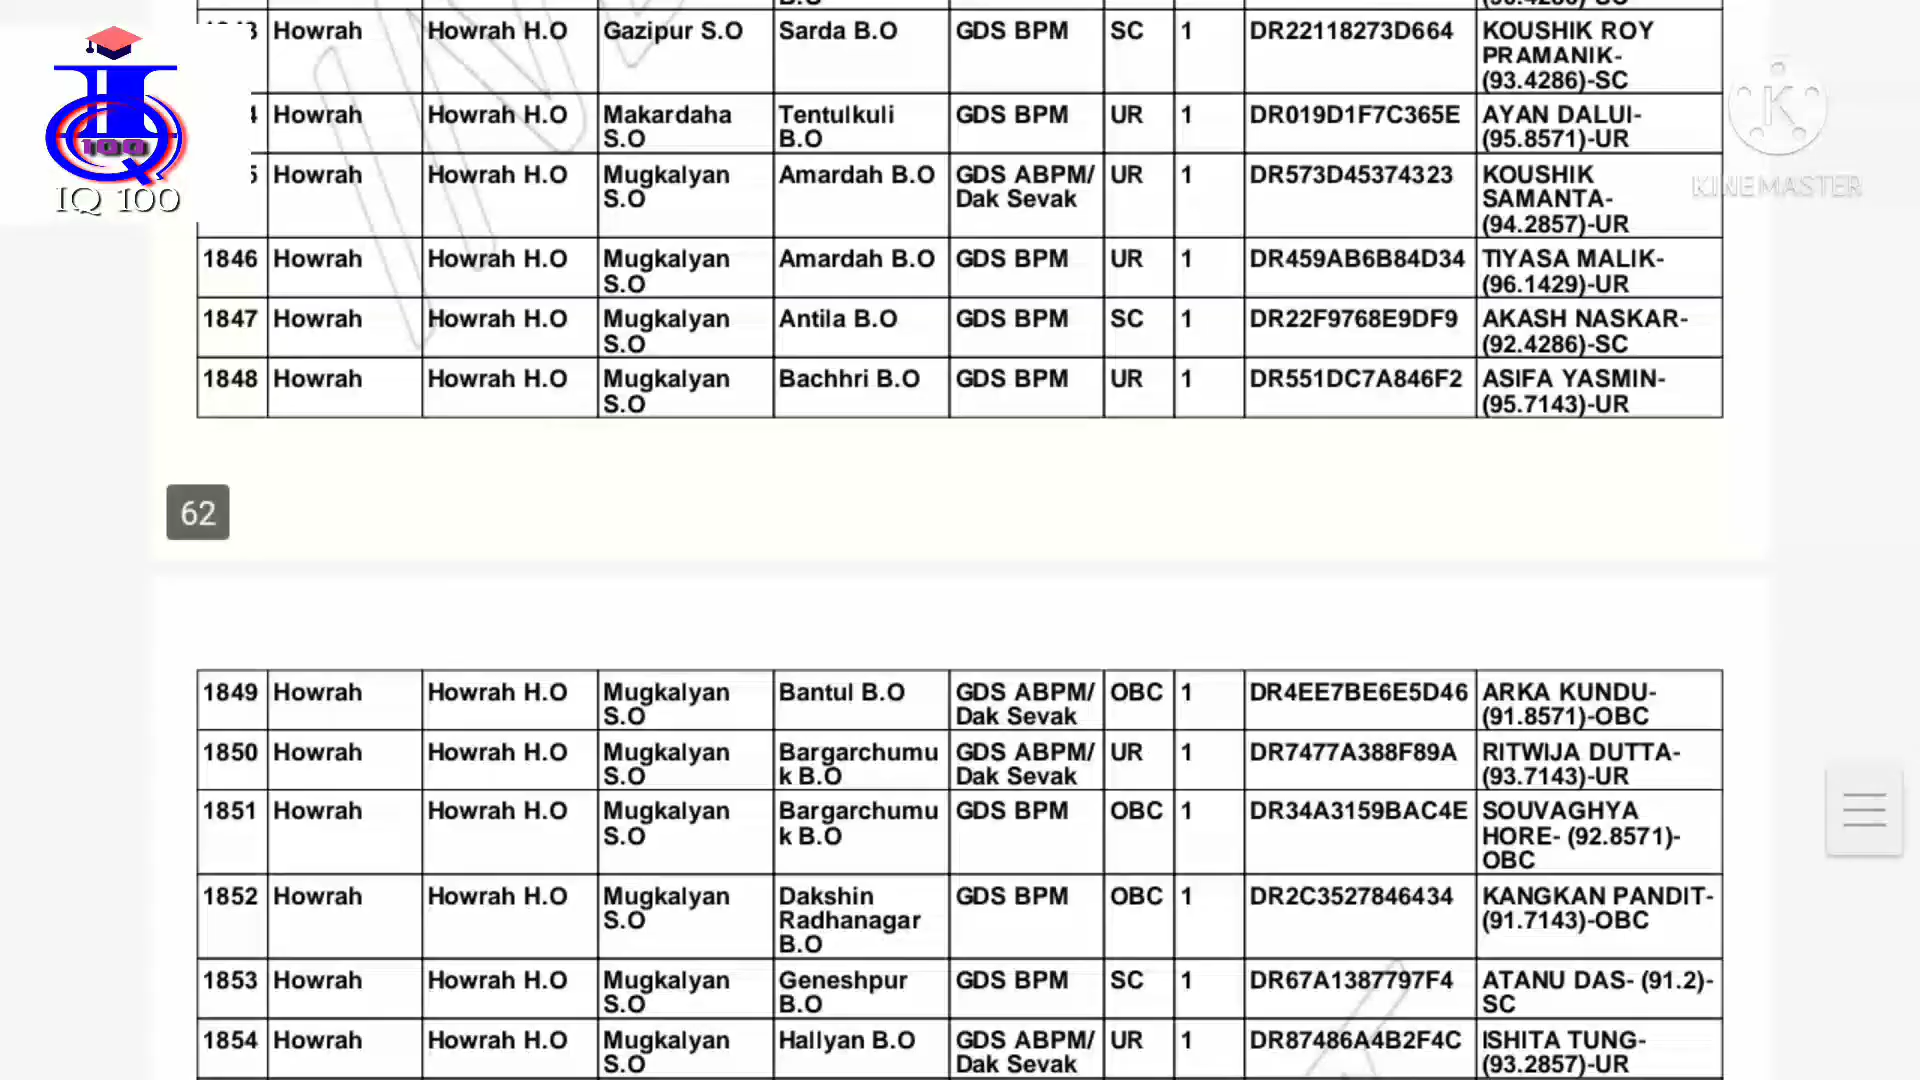 Howrah Howrah H.O Gazipur S.O Sarda B.O GDS BPM SC 1 DR22118273D664 KOUSHIK ROY
PRAMANIK-
(93.4286)-SC
4 Howrah Howrah H.O Makardaha Tentulkuli GDS BPM UR 1 DR019D1F7C365E AYAN DALUI-
S.O B.O (95.8571)-UR
5 Howrah Howrah H.O Mugkalyan Amardah B.O GDS ABPM/ UR 1 DR573D45374323 KOUSHIK
S.O Dak Sevak SAMANTA-
(94.2857)-UR
1846 Howrah Howrah H.O Mugkalyan Amardah B.O GDS BPM UR 1 DR459AB6B84D34 TIYASA MALIK-
S.O (96.1429)-UR
1847 Howrah Howrah H.O Mugkalyan Antila B.O GDS BPM SC 1 DR22F9768E9DF9 AKASH NASKAR-
S.O (92.4286)-SC
1848 Howrah Howrah H.O Mugkalyan Bachhri B.O GDS BPM UR 1 DR551DC7A846F2 ASIFA YASMIN-
S.O (95.7143)-UR
62
1849 Howrah Howrah H.O Mugkalyan Bantul B.O GDS ABPM/ OBC 1 DR4EE7BE6E5D46 ARKA KUNDU-
S.O Dak Sevak (91.8571)-OBC
1850 Howrah Howrah H.O Mugkalyan Bargarchumu GDS ABPM/ UR 1 DR7477A388F89A RITWIJA DUTTA-
S.O k B.O Dak Sevak (93.7143)-UR
1851 Howrah Howrah H.O Mugkalyan Bargarchumu GDS BPM OBC 1 DR34A3159BAC4E SOUVAGHYA
S.O k B.O HORE- (92.8571)-
OBC
1852 Howrah Howrah H.O Mugkalyan Dakshin GDS BPM OBC 1 DR2C3527846434 KANGKAN PANDIT-
S.O Radhanagar (91.7143)-OBC
B.O
1853 Howrah Howrah H.O Mugkalyan Geneshpur GDS BPM SC 1 DR67A1387797F4 ATANU DAS- (91.2)-
S.O B.O SC
1854 Howrah Howrah H.O Mugkalyan Hallyan B.O GDS ABPM/ UR 1 DR87486A4B2F4C ISHITA TUNG-
S.O Dak Sevak (93.2857)-UR
100
IQ 100
K
KINEMASTER